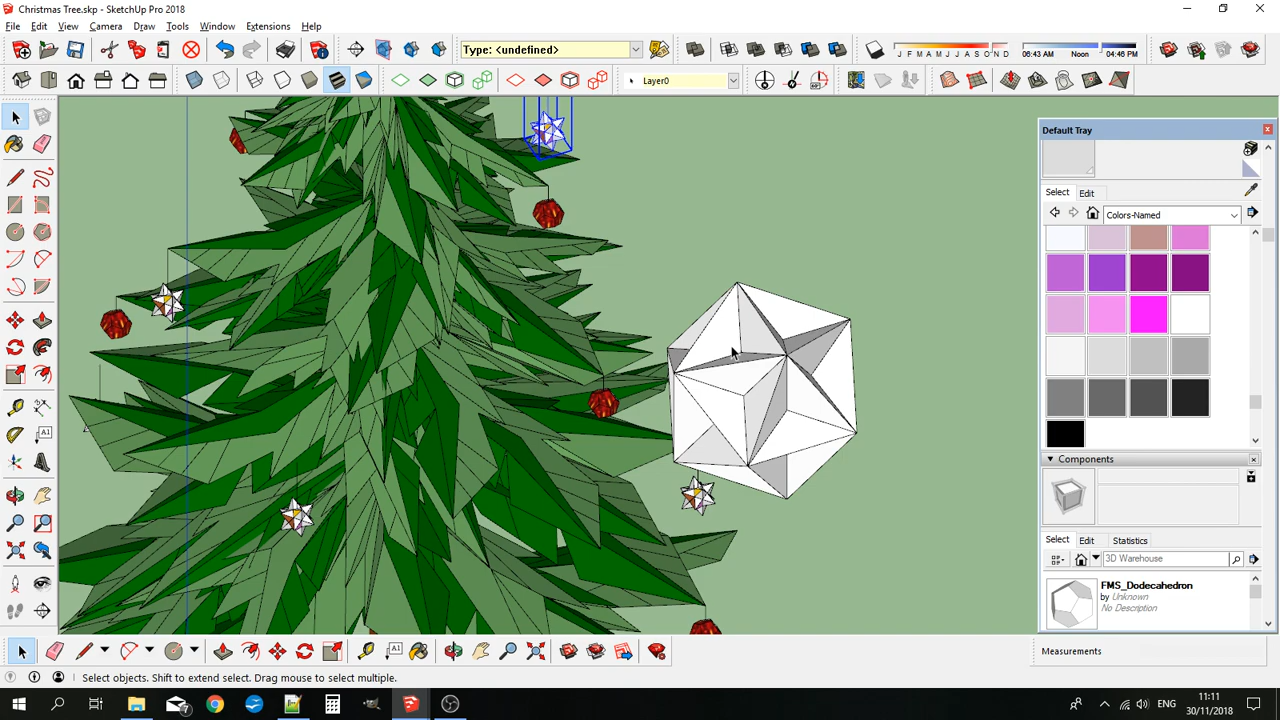 Christmas Tree.skp - SketchUp Pro 2018
File Edit View Camera Draw Tools Window Extensions Help
Type: <undefined>
J F M A M J J A S O N D
06:43 AM Noon 04:46 PM
Layer0
Default Tray
Select Edit
Colors-Named
Components
Select Edit Statistics
3D Warehouse
FMS_Dodecahedron
by Unknown
No Description
A1
A1
Measurements
Select objects. Shift to extend select. Drag mouse to select multiple.
7
ENG
11:11
30/11/2018